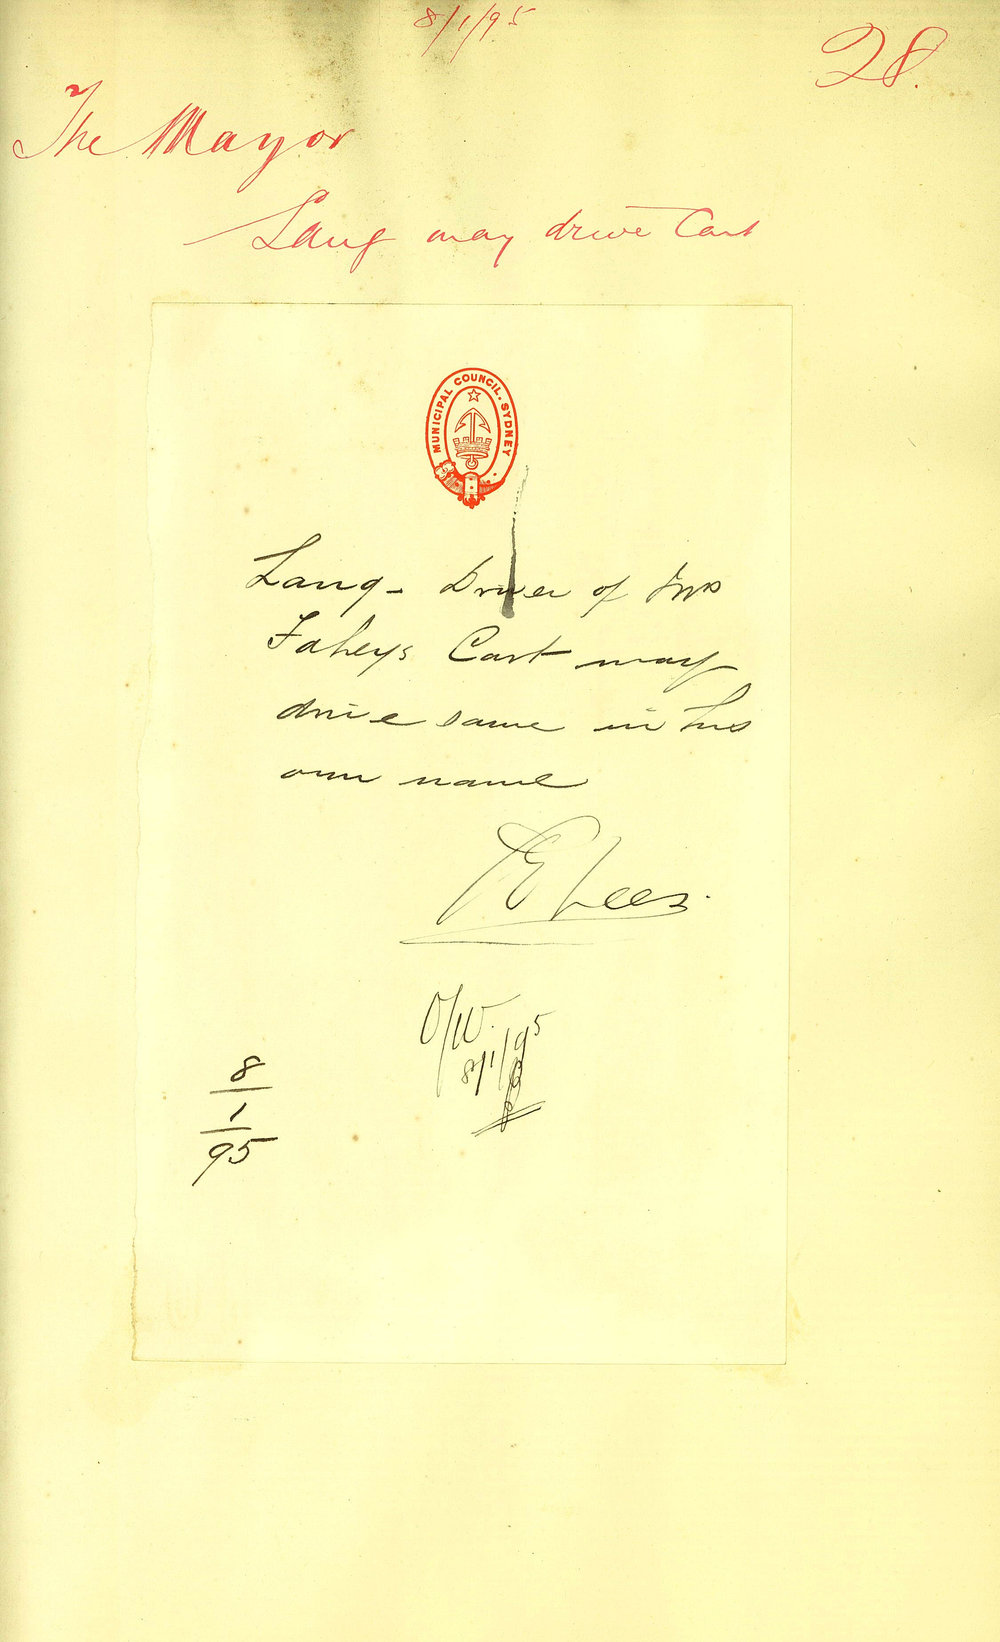 8/1/95
28.
The Mayor
Lang may drive Cart
MUNICIPAL COUNCIL. SYDNEY
Lang - Driver of Mrs
Faheys Cart may
drive same in his
own name
Lees.
O/W.
8/1/95
8
1
95